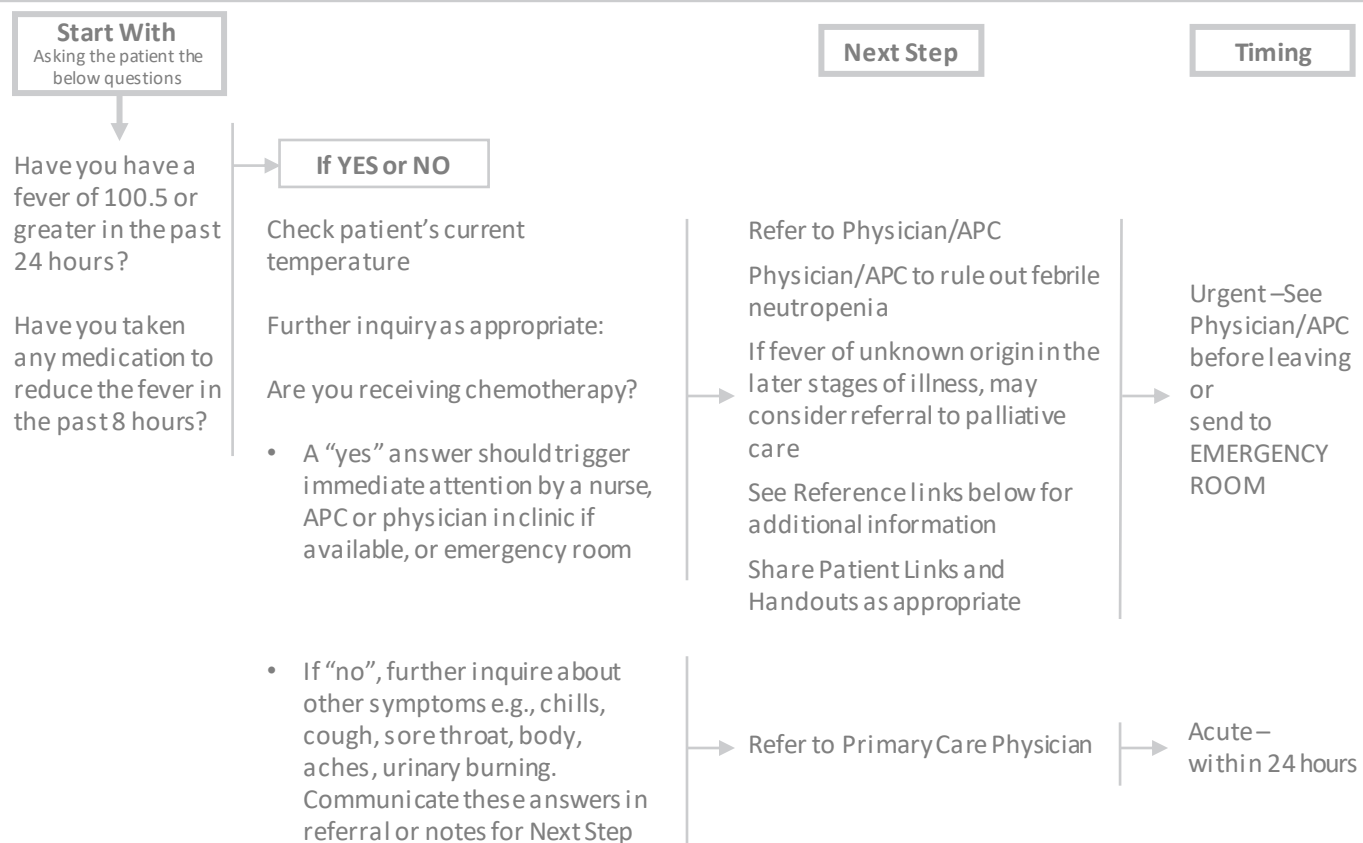 Start With
Asking the patient the
below questions
Next Step
Timing
Have you have a
fever of 100.5 or
greater in the past
24 hours?
Have you taken
any medication to
reduce the fever in
the past 8 hours?
If YES or NO
Check patient's current
temperature
Further inquiry as appropriate:
Are you receiving chemotherapy?
• A "yes" answer should trigger
immediate attention by a nurse,
APC or physician in clinic if
available, or emergency room
Refer to Physician/APC
Physician/APC to rule out febrile
neutropenia
If fever of unknown origin in the
later stages of illness, may
consider referral to palliative
care
See Reference links below for
additional information
Share Patient Links and
Handouts as appropriate
Urgent –See
Physician/APC
before leaving
or
send to
EMERGENCY
ROOM
• If "no", further inquire about
other symptoms e.g., chills,
cough, sore throat, body,
aches, urinary burning.
Communicate these answers in
referral or notes for Next Step
Refer to Primary Care Physician
Acute –
within 24 hours